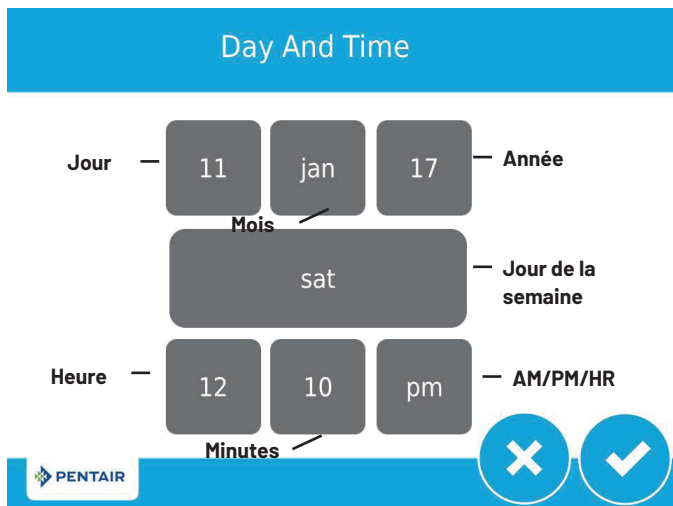 Day And Time
Jour
11
jan
17
Année
Mois
sat
Jour de la
semaine
Heure
12
10
pm
AM/PM/HR
Minutes
PENTAIR